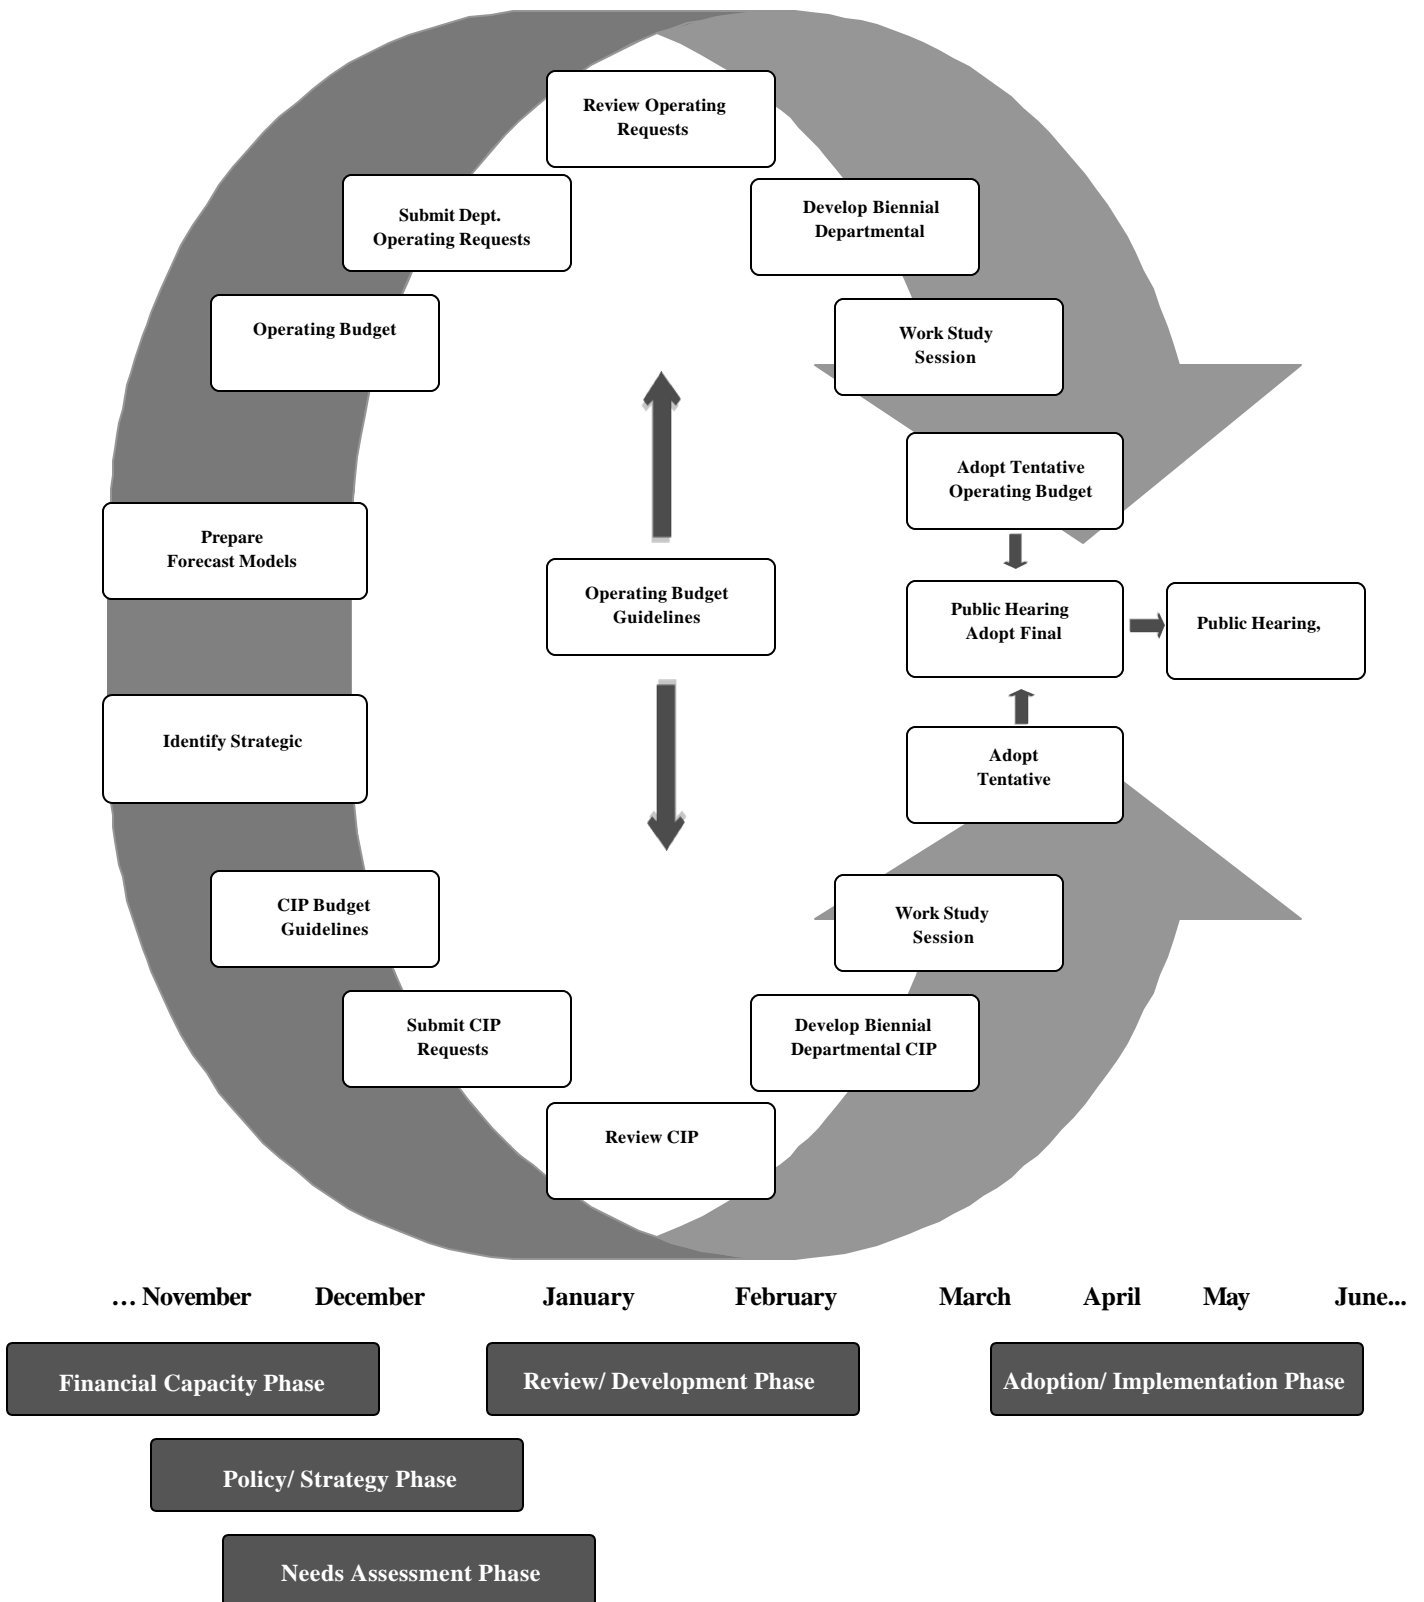 Review Operating
Requests
Submit Dept.
Operating Requests
Develop Biennial
Departmental
Operating Budget
Work Study
Session
Adopt Tentative
Operating Budget
Prepare
Forecast Models
Operating Budget
Guidelines
Public Hearing
Adopt Final
Public Hearing,
Identify Strategic
Adopt
Tentative
CIP Budget
Guidelines
Work Study
Session
Submit CIP
Requests
Develop Biennial
Departmental CIP
Review CIP
… November December January February March April May June...
Financial Capacity Phase
Review/ Development Phase
Adoption/ Implementation Phase
Policy/ Strategy Phase
Needs Assessment Phase